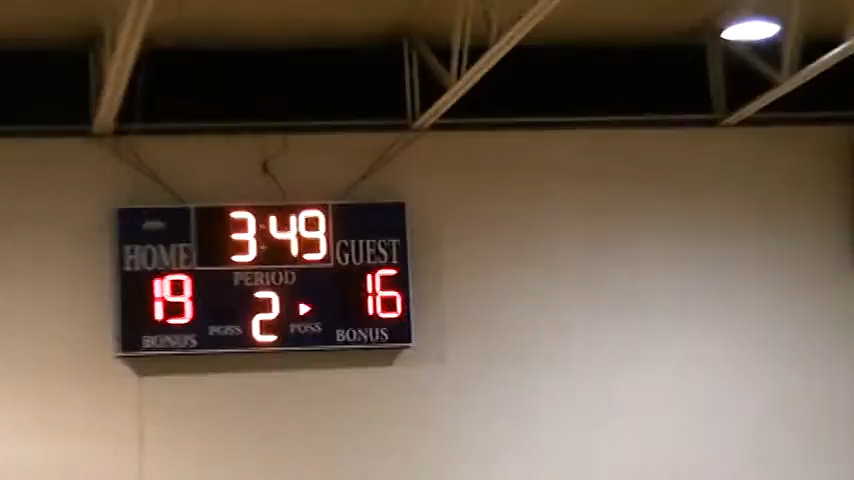 3:49
HOME GUEST
PERIOD
19 2 16
POSS POSS
BONUS BONUS